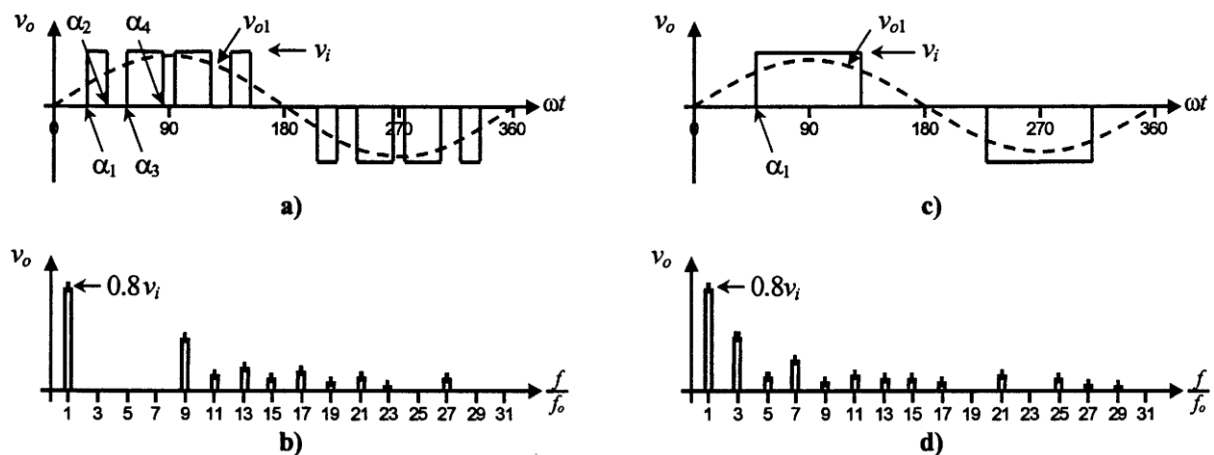 vₒ α₂ α₄ vₒ₁ vᵢ
0 90 180 270 360 ωt
α₁ α₃
a)
vₒ vₒ₁ vᵢ
0 90 180 270 360 ωt
α₁
c)
vₒ 0.8vᵢ
1 3 5 7 9 11 13 15 17 19 21 23 25 27 29 31 f/fₒ
b)
vₒ 0.8vᵢ
1 3 5 7 9 11 13 15 17 19 21 23 25 27 29 31 f/fₒ
d)